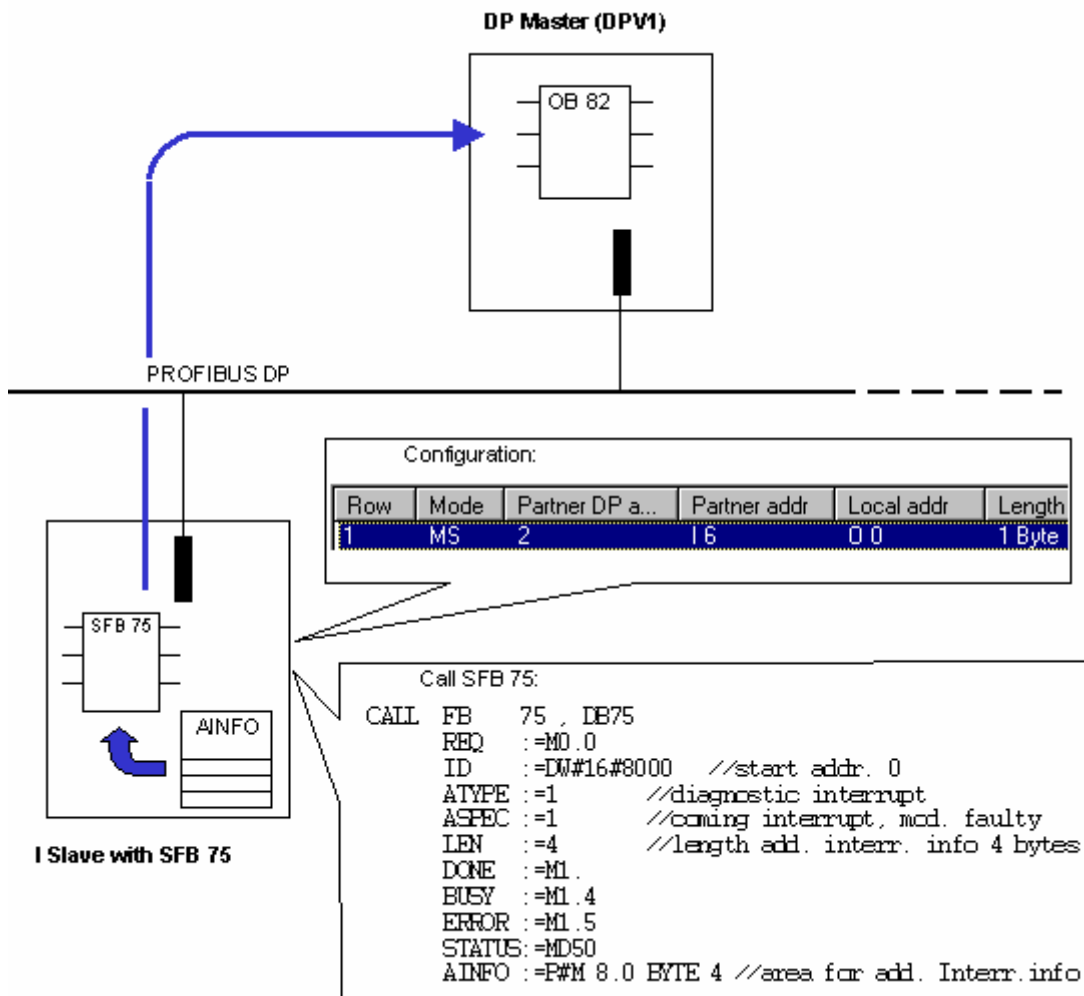 DP Master (DPV1)
OB 82
PROFIBUS DP
Configuration:
Row Mode Partner DP a... Partner addr Local addr Length
1 MS 2 I 6 O 0 1 Byte
SFB 75
AINFO
I Slave with SFB 75
Call SFB 75:
CALL FB 75 , DB75
REQ :=M0.0
ID :=DW#16#8000 //start addr. 0
ATYPE :=1 //diagnostic interrupt
ASPEC :=1 //coming interrupt, mod. faulty
LEN :=4 //length add. interr. info 4 bytes
DONE :=M1.
BUSY :=M1.4
ERROR :=M1.5
STATUS:=MD50
AINFO :=P#M 8.0 BYTE 4 //area for add. Interr.info